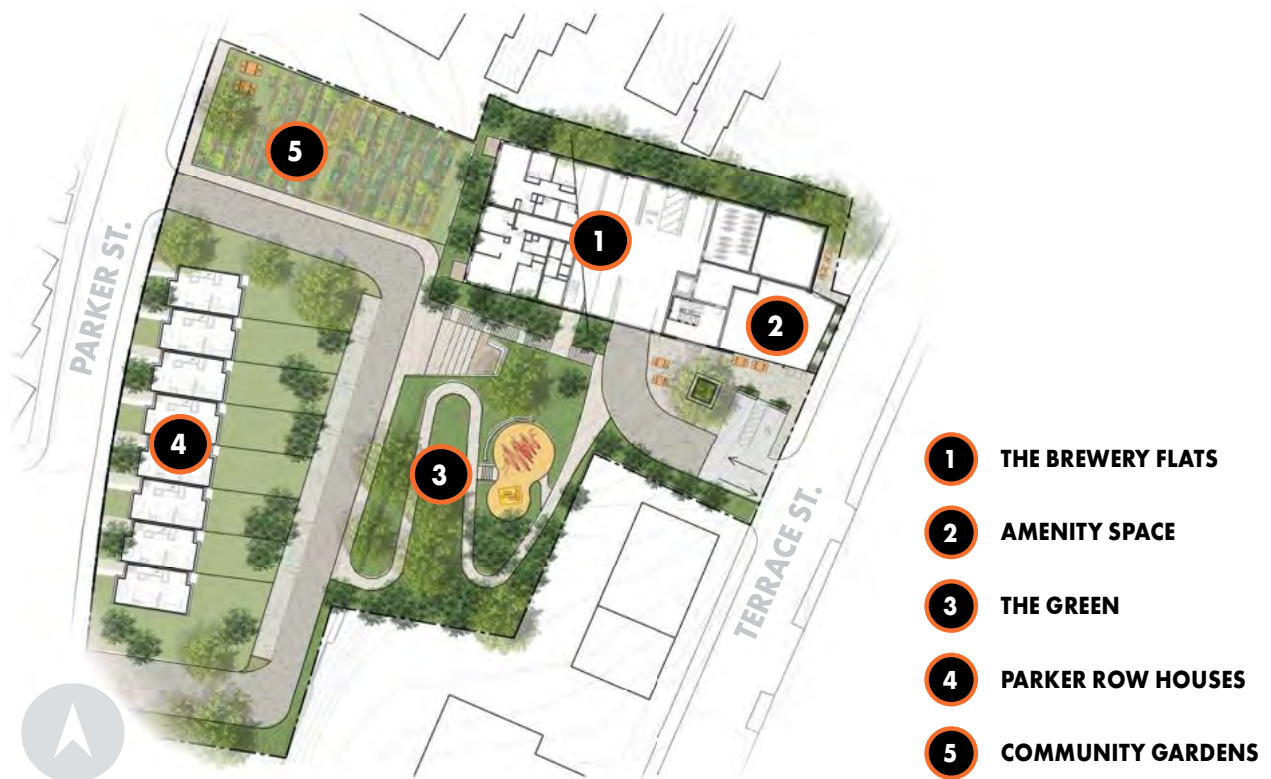 5
1
2
PARKER ST.
4
3
TERRACE ST.
1 THE BREWERY FLATS
2 AMENITY SPACE
3 THE GREEN
4 PARKER ROW HOUSES
5 COMMUNITY GARDENS